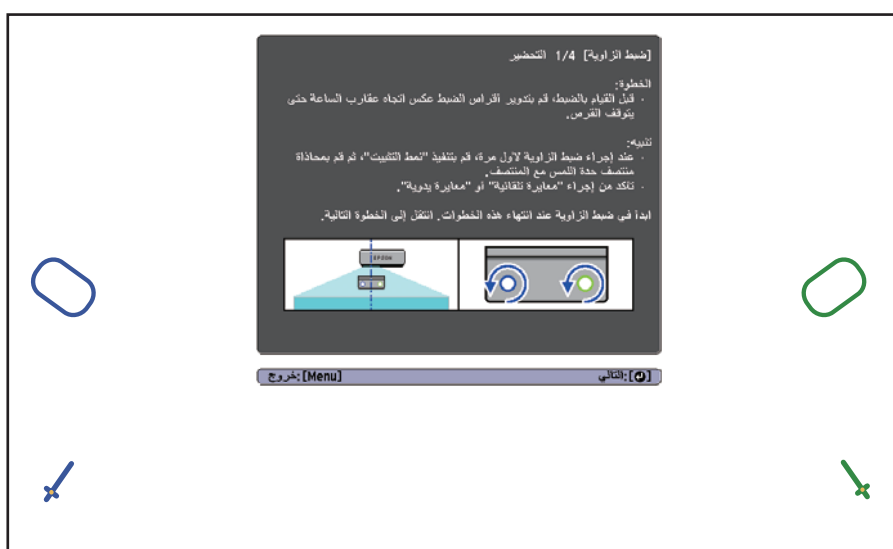 [ضبط الزاوية] 1/4 التحضير
الخطوة:
· قبل القيام بالضبط، قم بتدوير أقراص الضبط عكس اتجاه عقارب الساعة حتى
يتوقف القرص.
تنبيه:
· عند إجراء ضبط الزاوية لأول مرة، قم بتنفيذ "نمط التثبيت"، ثم قم بمحاذاة
منتصف حدة اللمس مع المنتصف.
· تأكد من إجراء "معايرة تلقائية" أو "معايرة يدوية".
ابدأ في ضبط الزاوية عند انتهاء هذه الخطوات. انتقل إلى الخطوة التالية.
EPSON
[Menu]:خروج
[⏎]:التالي